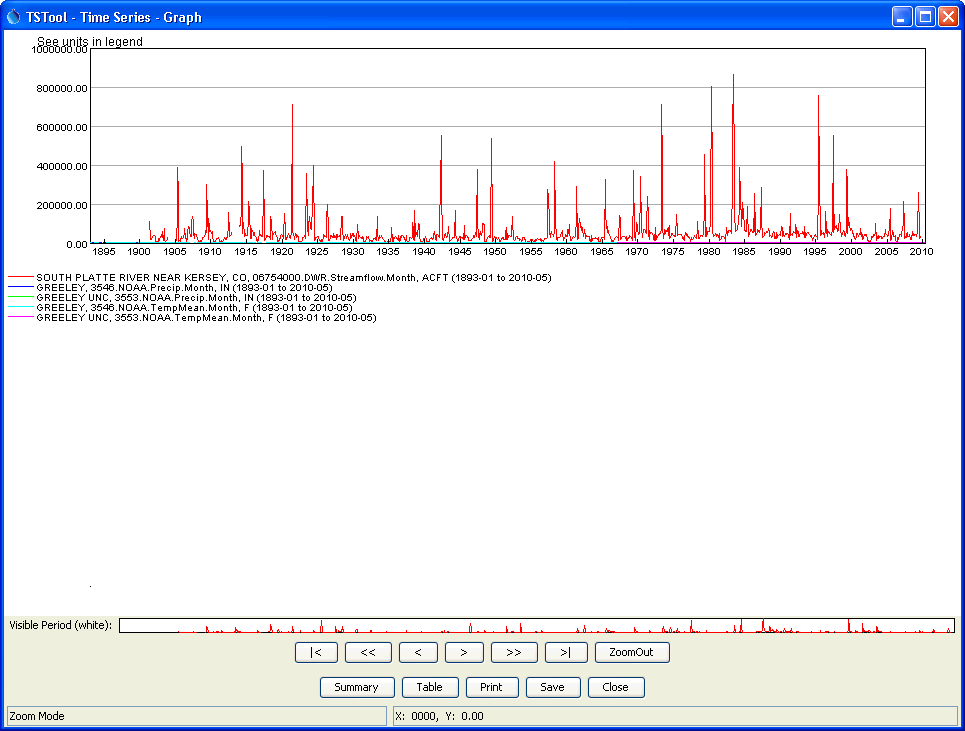 TSTool - Time Series - Graph
See units in legend
1000000.00
800000.00
600000.00
400000.00
200000.00
0.00
1895 1900 1905 1910 1915 1920 1925 1930 1935 1940 1945 1950 1955 1960 1965 1970 1975 1980 1985 1990 1995 2000 2005 2010
SOUTH PLATTE RIVER NEAR KERSEY, CO, 06754000.DWR.Streamflow.Month, ACFT (1893-01 to 2010-05)
GREELEY, 3546.NOAA.Precip.Month, IN (1893-01 to 2010-05)
GREELEY UNC, 3553.NOAA.Precip.Month, IN (1893-01 to 2010-05)
GREELEY, 3546.NOAA.TempMean.Month, F (1893-01 to 2010-05)
GREELEY UNC, 3553.NOAA.TempMean.Month, F (1893-01 to 2010-05)
Visible Period (white):
|< << < > >> >| ZoomOut
Summary Table Print Save Close
Zoom Mode X: 0000, Y: 0.00